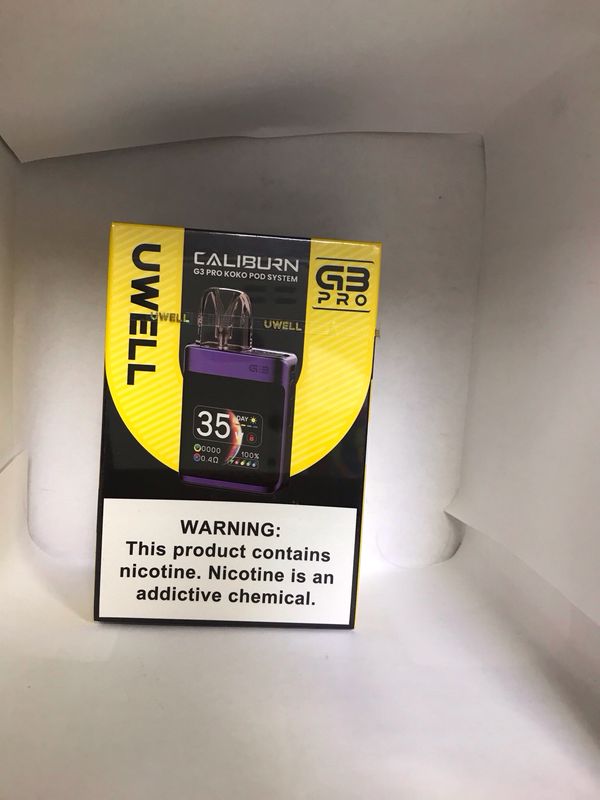 UWELL
CALIBURN
G3 PRO KOKO POD SYSTEM
G3
PRO
UWELL
UWELL
G3
35
DAY
W
0000
100%
0.4Ω
WARNING:
This product contains
nicotine. Nicotine is an
addictive chemical.